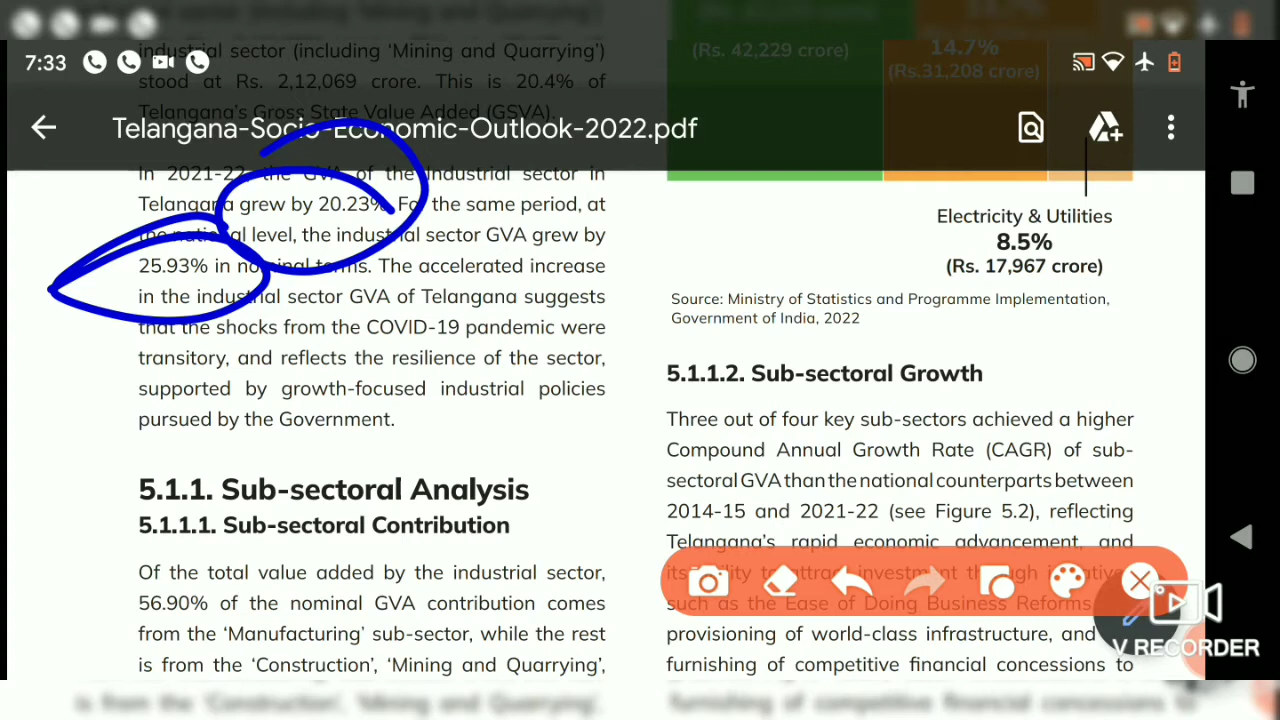 industrial sector (including ‘Mining and Quarrying’)
7:33
stood at Rs. 2,12,069 crore. This is 20.4% of
Telangana’s Gross State Value Added (GSVA).
Telangana-Socio-Economic-Outlook-2022.pdf
In 2021-22, the GVA of the Industrial sector in
Telangana grew by 20.23%. For the same period, at
the national level, the industrial sector GVA grew by
25.93% in nominal terms. The accelerated increase
in the industrial sector GVA of Telangana suggests
that the shocks from the COVID-19 pandemic were
transitory, and reflects the resilience of the sector,
supported by growth-focused industrial policies
pursued by the Government.
5.1.1. Sub-sectoral Analysis
5.1.1.1. Sub-sectoral Contribution
Of the total value added by the industrial sector,
56.90% of the nominal GVA contribution comes
from the ‘Manufacturing’ sub-sector, while the rest
is from the ‘Construction’, ‘Mining and Quarrying’,
(Rs. 42,229 crore)
14.7%
(Rs.31,208 crore)
Electricity & Utilities
8.5%
(Rs. 17,967 crore)
Source: Ministry of Statistics and Programme Implementation,
Government of India, 2022
5.1.1.2. Sub-sectoral Growth
Three out of four key sub-sectors achieved a higher
Compound Annual Growth Rate (CAGR) of sub-
sectoral GVA than the national counterparts between
2014-15 and 2021-22 (see Figure 5.2), reflecting
Telangana’s rapid economic advancement, and
its ability to attract investment through initiatives
such as the Ease of Doing Business Reforms,
provisioning of world-class infrastructure, and
furnishing of competitive financial concessions to
V RECORDER